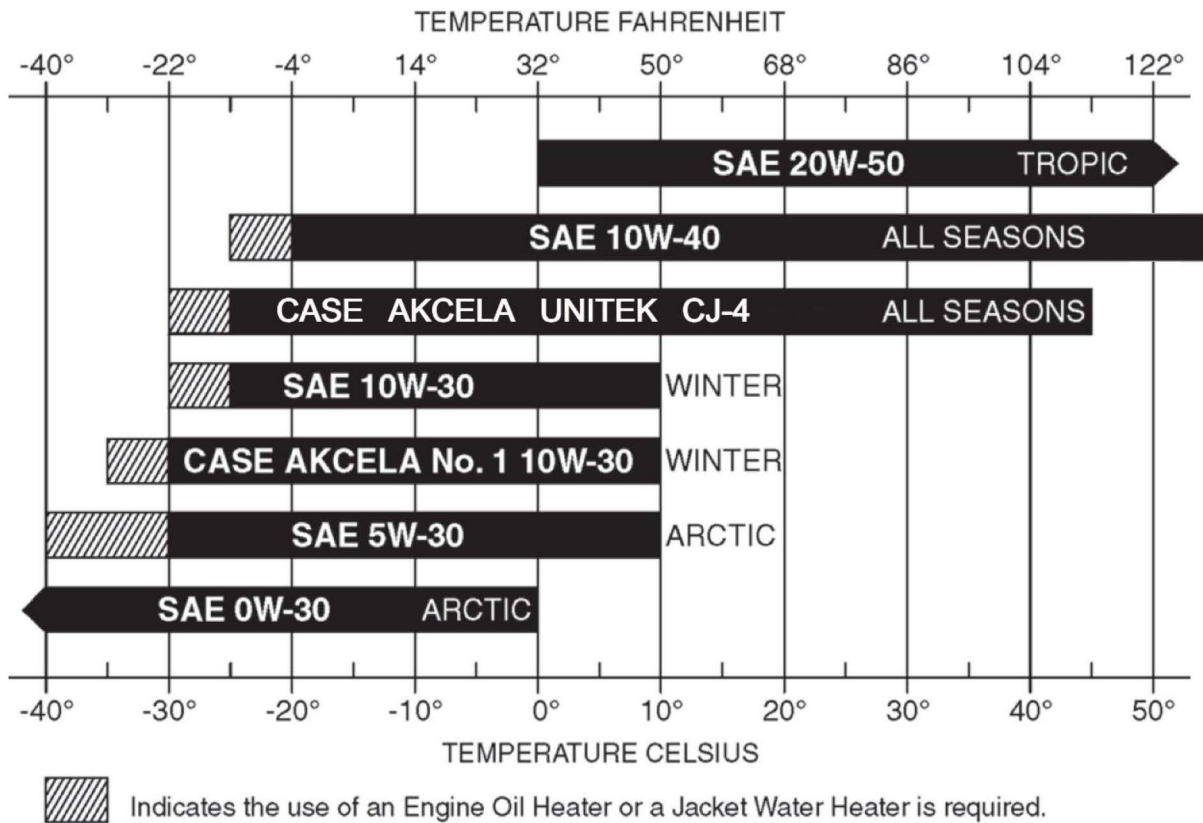 TEMPERATURE FAHRENHEIT
-40° -22° -4° 14° 32° 50° 68° 86° 104° 122°
SAE 20W-50 TROPIC
SAE 10W-40 ALL SEASONS
CASE AKCELA UNITEK CJ-4 ALL SEASONS
SAE 10W-30 WINTER
CASE AKCELA No. 1 10W-30 WINTER
SAE 5W-30 ARCTIC
SAE 0W-30 ARCTIC
-40° -30° -20° -10° 0° 10° 20° 30° 40° 50°
TEMPERATURE CELSIUS
Indicates the use of an Engine Oil Heater or a Jacket Water Heater is required.